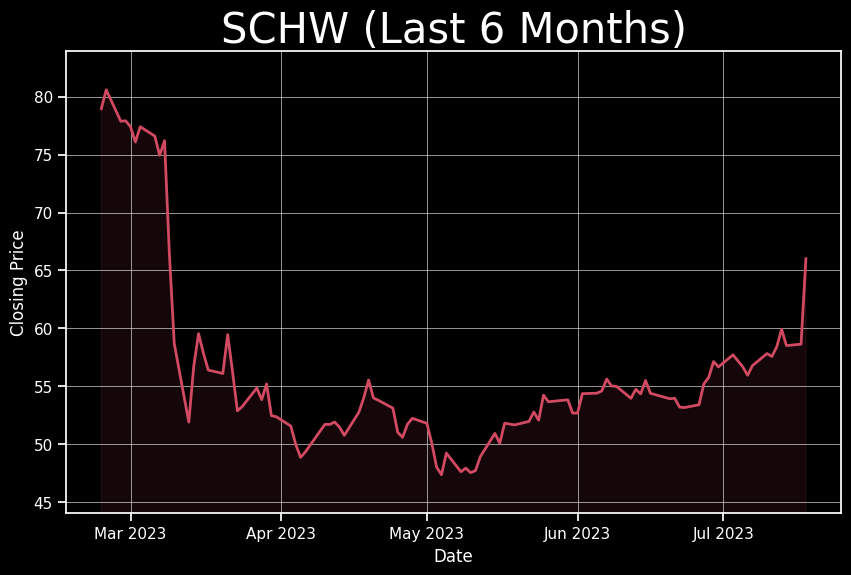 SCHW (Last 6 Months)
Closing Price
80
75
70
65
60
55
50
45
Mar 2023
Apr 2023
May 2023
Jun 2023
Jul 2023
Date